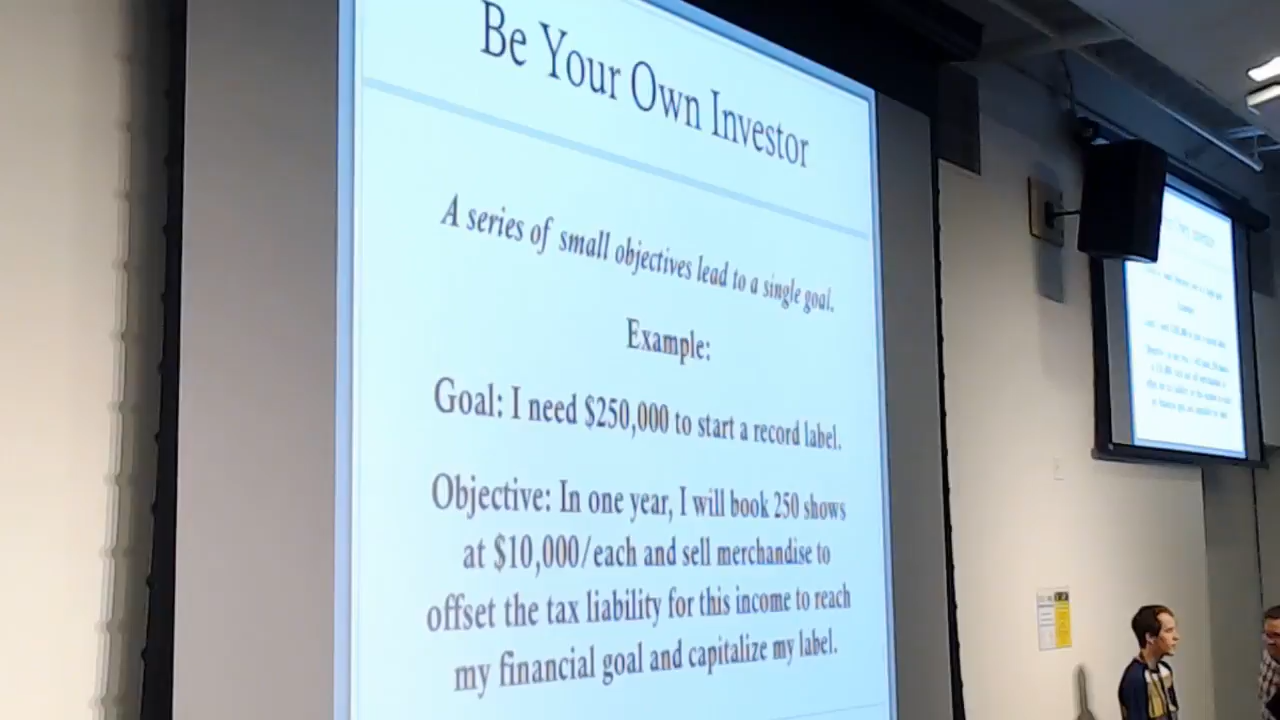 Be Your Own Investor
A series of small objectives lead to a single goal.
Example:
Goal: I need $250,000 to start a record label.
Objective: In one year, I will book 250 shows
at $10,000/each and sell merchandise to
offset the tax liability for this income to reach
my financial goal and capitalize my label.